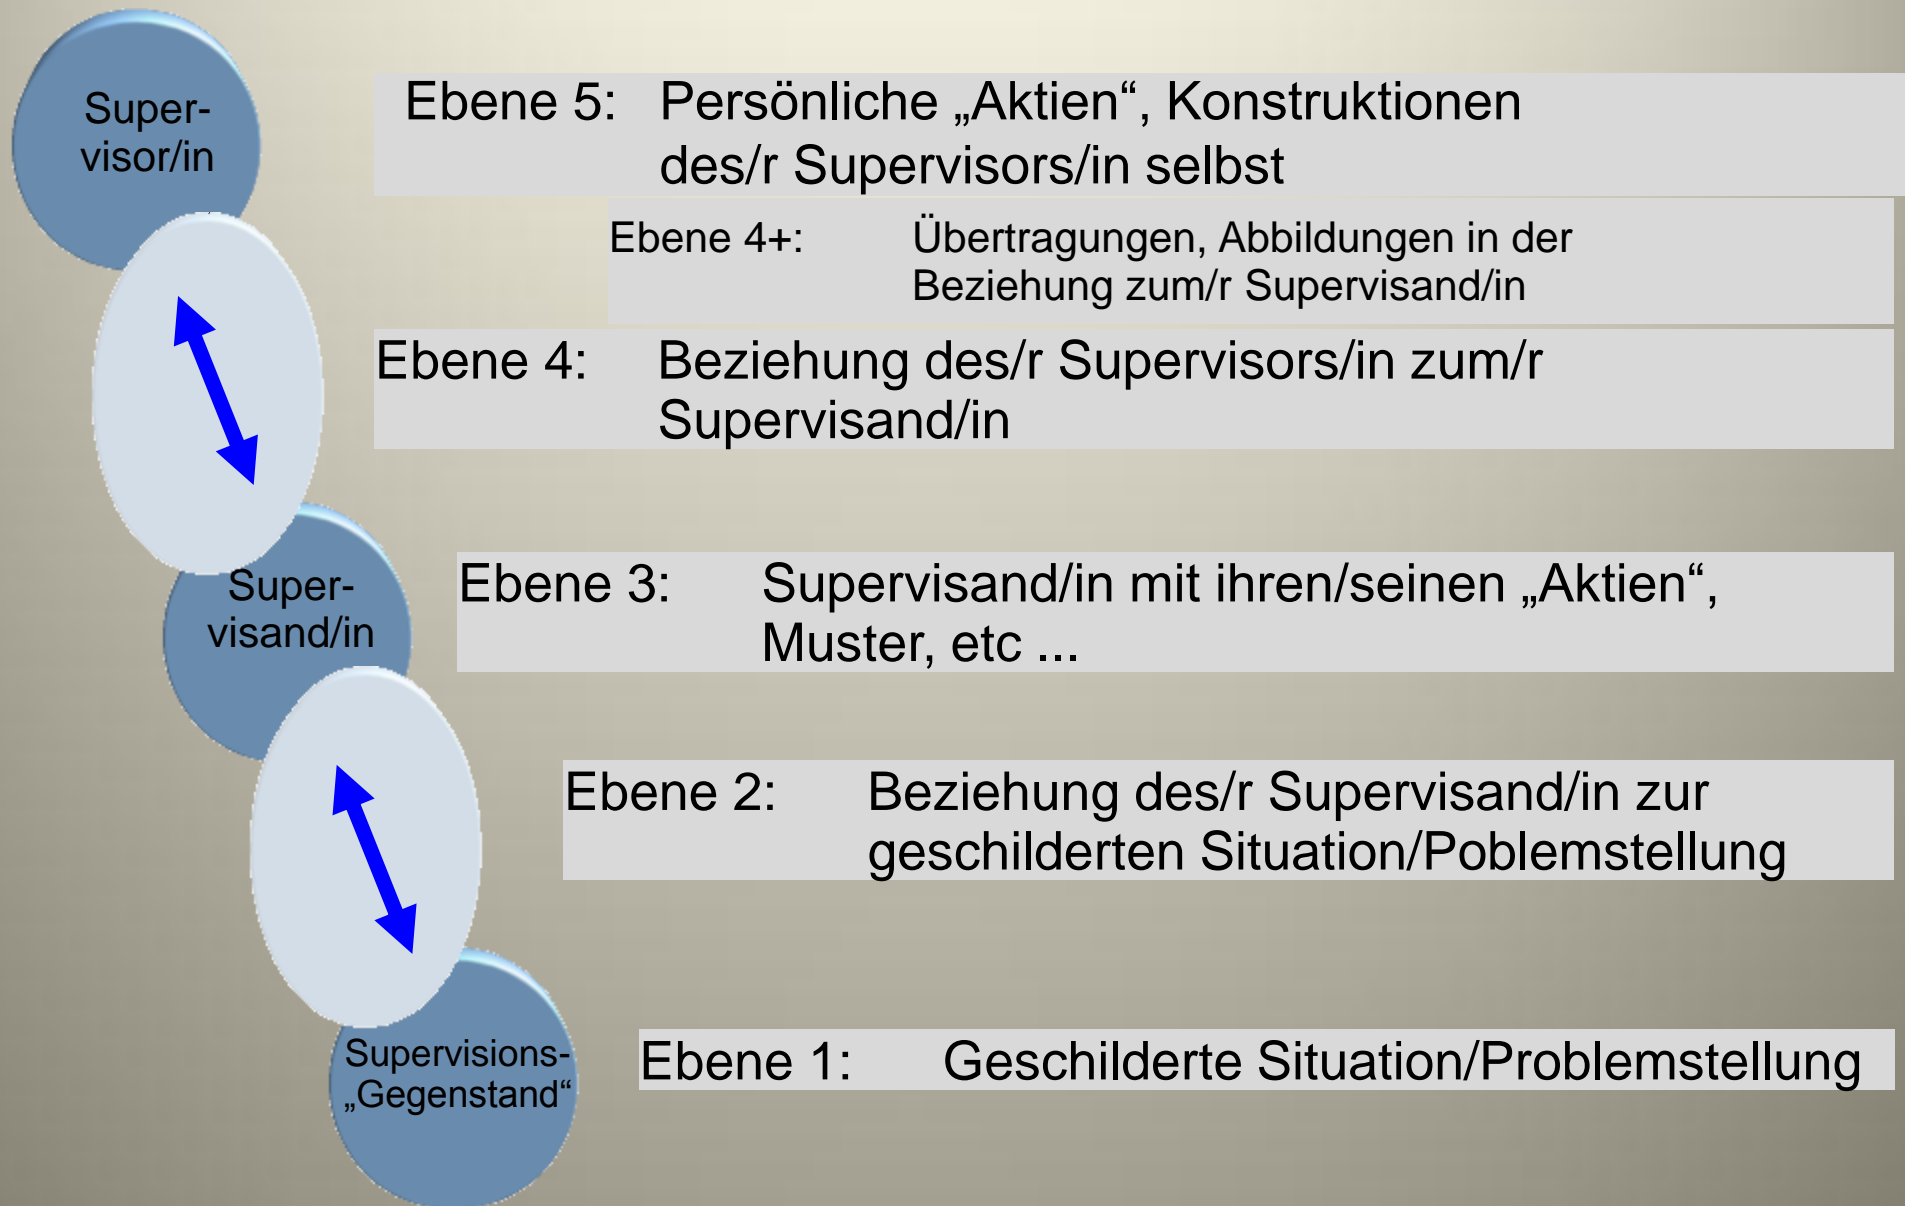 Super-
visor/in
Ebene 5: Persönliche „Aktien“, Konstruktionen
des/r Supervisors/in selbst
Ebene 4+: Übertragungen, Abbildungen in der
Beziehung zum/r Supervisand/in
Ebene 4: Beziehung des/r Supervisors/in zum/r
Supervisand/in
Super-
visand/in
Ebene 3: Supervisand/in mit ihren/seinen „Aktien“,
Muster, etc ...
Ebene 2: Beziehung des/r Supervisand/in zur
geschilderten Situation/Poblemstellung
Supervisions-
„Gegenstand“
Ebene 1: Geschilderte Situation/Problemstellung